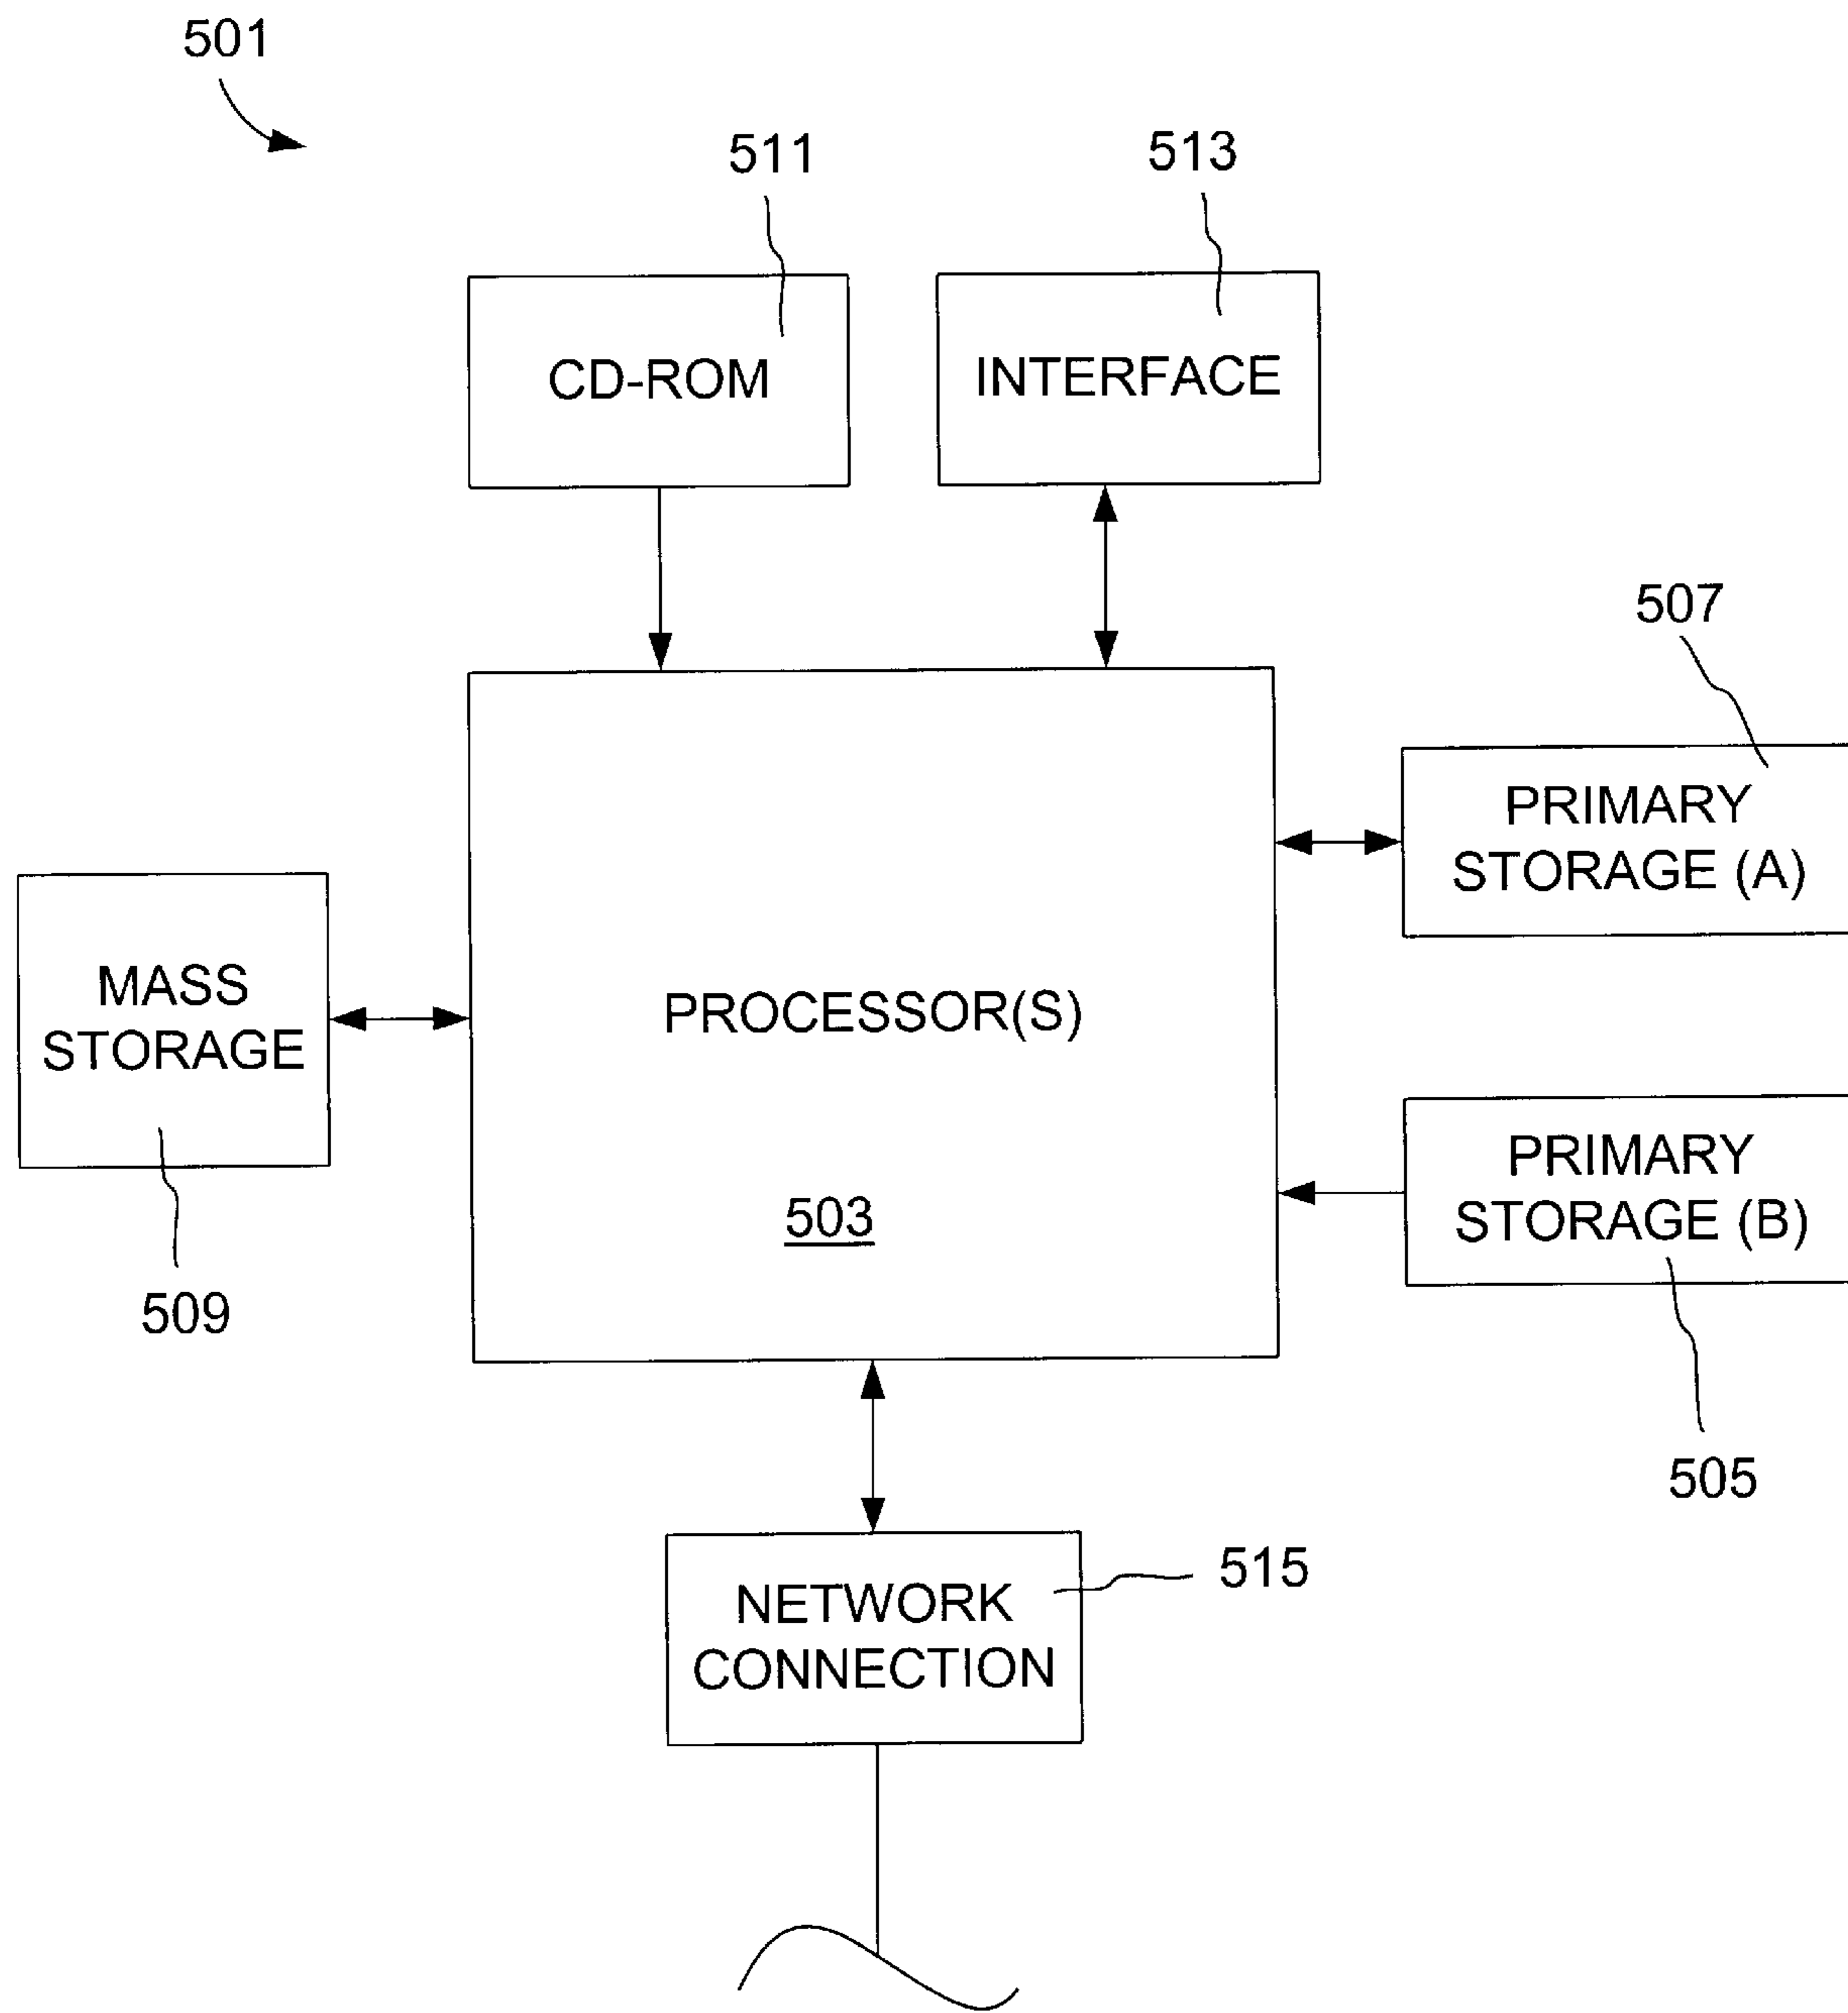 501
511
513
CD-ROM
INTERFACE
507
PRIMARY
STORAGE (A)
MASS
STORAGE
PROCESSOR(S)
PRIMARY
STORAGE (B)
503
509
505
NETWORK
CONNECTION
515